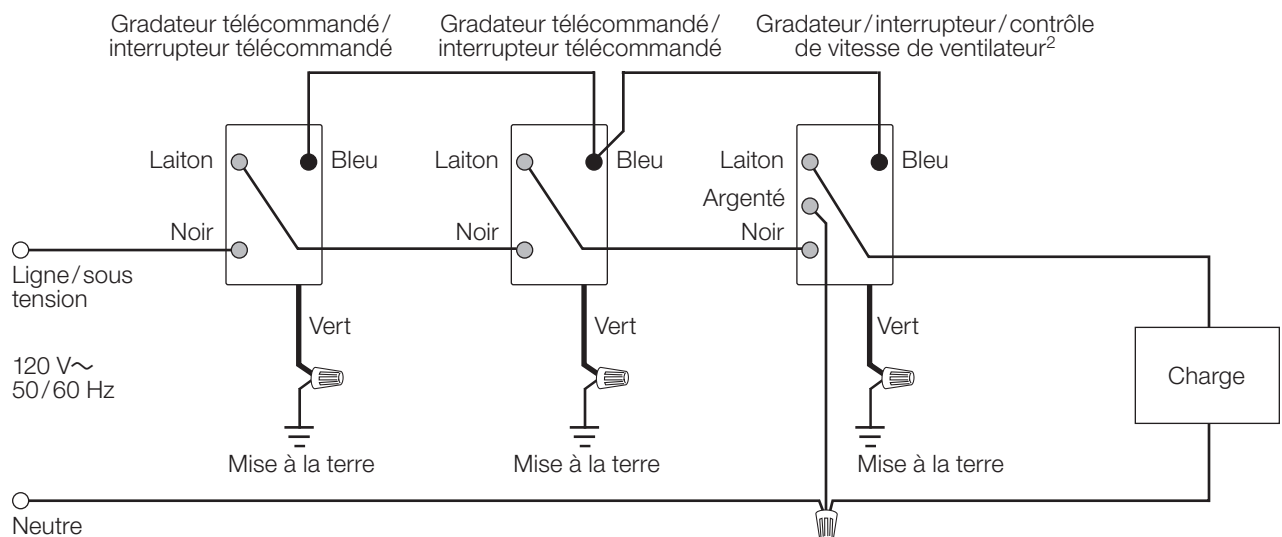 Gradateur télécommandé/
interrupteur télécommandé
Gradateur télécommandé/
interrupteur télécommandé
Gradateur/interrupteur/contrôle
de vitesse de ventilateur²
Laiton
Bleu
Laiton
Bleu
Laiton
Bleu
Argenté
Noir
Noir
Noir
Ligne/sous
tension
Vert
Vert
Vert
120 V~
50/60 Hz
Charge
Mise à la terre
Mise à la terre
Mise à la terre
Neutre